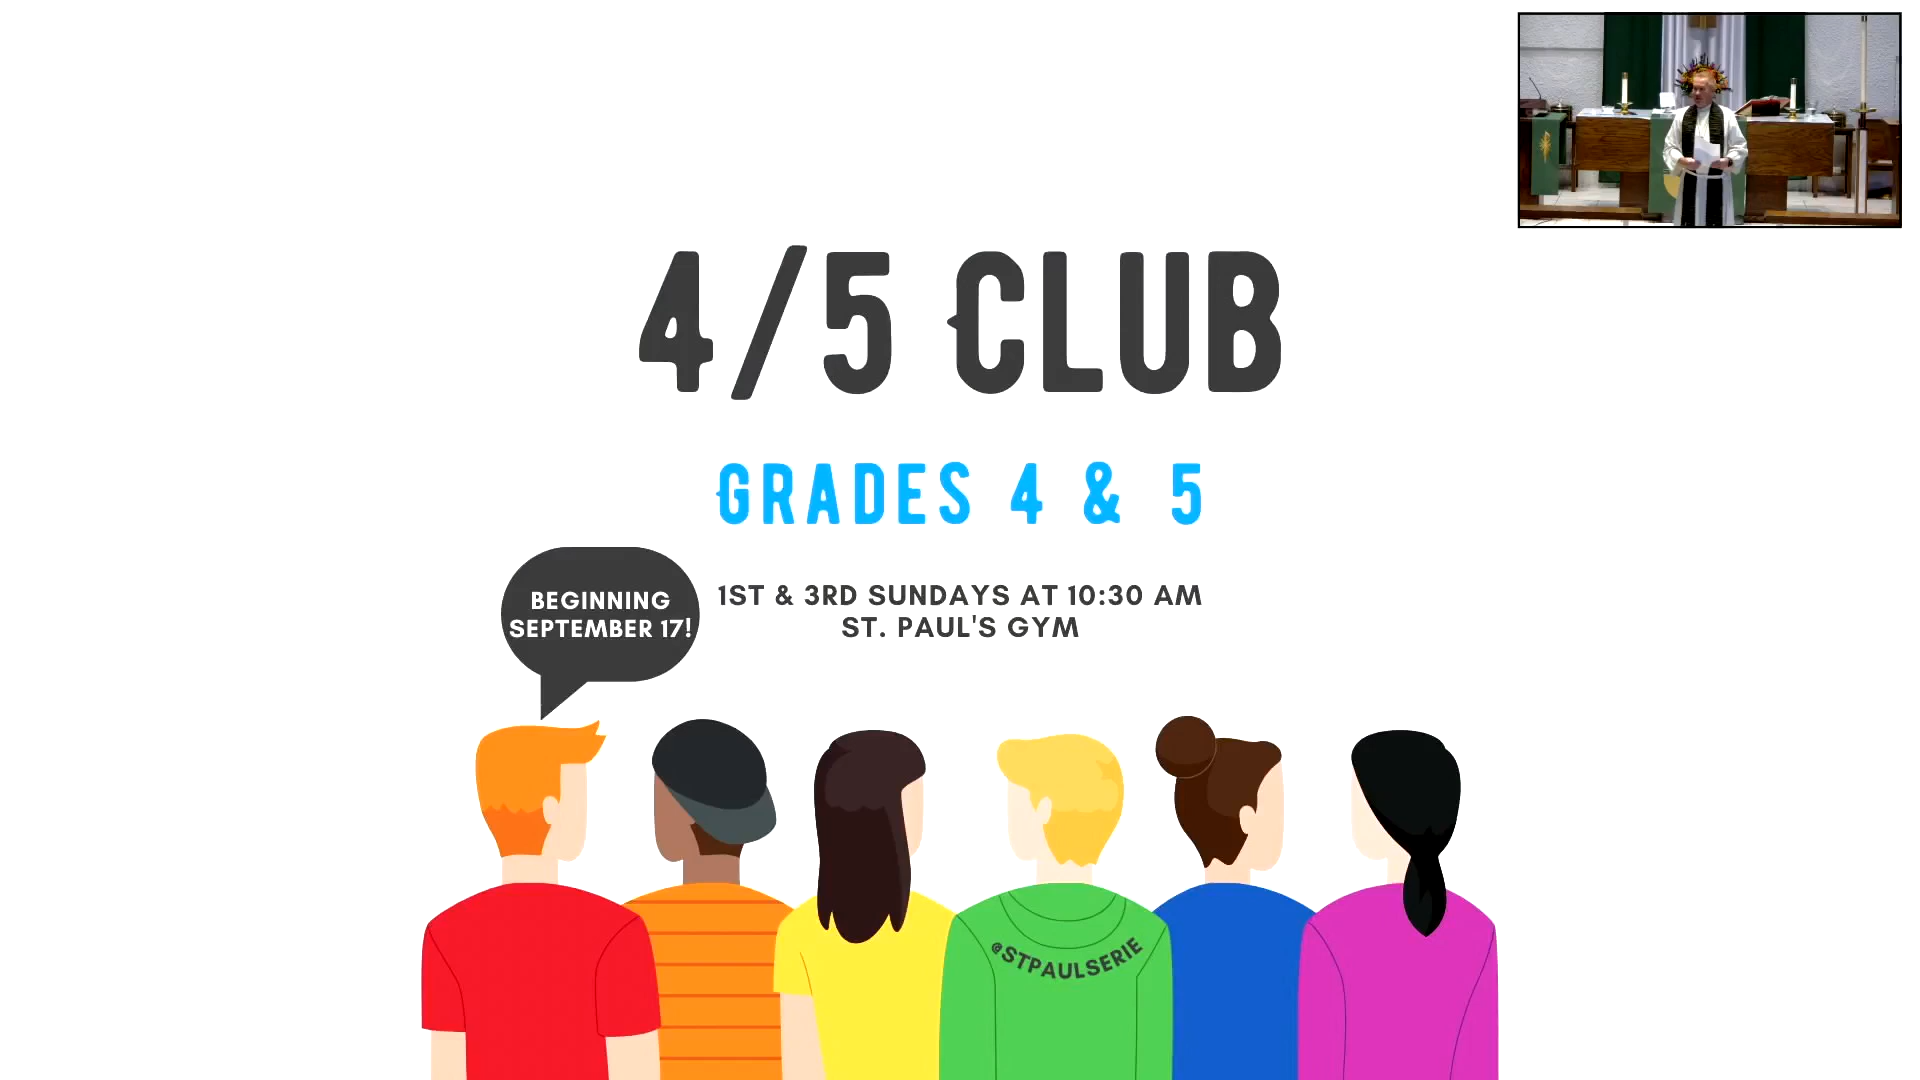 4/5 CLUB
GRADES 4 & 5
BEGINNING
SEPTEMBER 17!
1ST & 3RD SUNDAYS AT 10:30 AM
ST. PAUL'S GYM
@STPAULSERIE